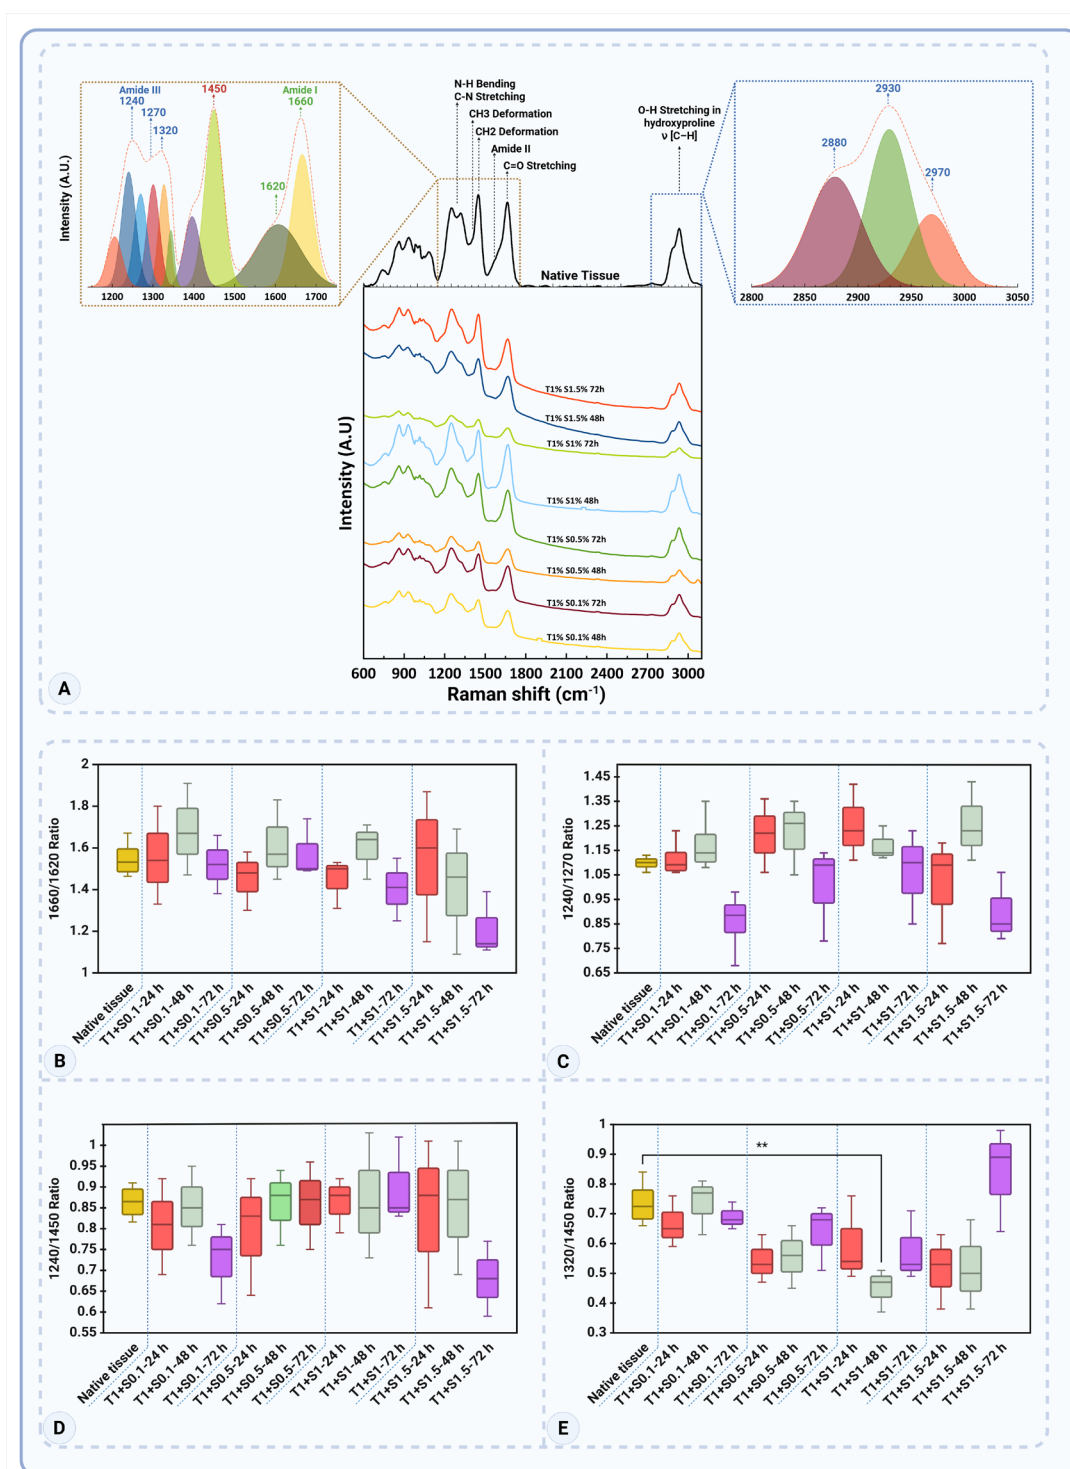 Amide III
1240
1270
1320
1450
Amide I
1660
1620
Intensity (A.U.)
1200 1300 1400 1500 1600 1700
N-H Bending
C-N Stretching
CH3 Deformation
CH2 Deformation
Amide II
C=O Stretching
O-H Stretching in
hydroxyproline
ν [C–H]
Native Tissue
2930
2880
2970
2800 2850 2900 2950 3000 3050
T1% S1.5% 72h
T1% S1.5% 48h
T1% S1% 72h
T1% S1% 48h
T1% S0.5% 72h
T1% S0.5% 48h
T1% S0.1% 72h
T1% S0.1% 48h
Intensity (A.U)
600 900 1200 1500 1800 2100 2400 2700 3000
Raman shift (cm-1)
A
2
1.8
1.6
1.4
1.2
1
1660/1620 Ratio
Native tissue
T1+S0.1-24 h
T1+S0.1-48 h
T1+S0.1-72 h
T1+S0.5-24 h
T1+S0.5-48 h
T1+S0.5-72 h
T1+S1-24 h
T1+S1-48 h
T1+S1-72 h
T1+S1.5-24 h
T1+S1.5-48 h
T1+S1.5-72 h
B
1.45
1.35
1.25
1.15
1.05
0.95
0.85
0.75
0.65
1240/1270 Ratio
Native tissue
T1+S0.1-24 h
T1+S0.1-48 h
T1+S0.1-72 h
T1+S0.5-24 h
T1+S0.5-48 h
T1+S0.5-72 h
T1+S1-24 h
T1+S1-48 h
T1+S1-72 h
T1+S1.5-24 h
T1+S1.5-48 h
T1+S1.5-72 h
C
1
0.95
0.9
0.85
0.8
0.75
0.7
0.65
0.6
0.55
1240/1450 Ratio
Native tissue
T1+S0.1-24 h
T1+S0.1-48 h
T1+S0.1-72 h
T1+S0.5-24 h
T1+S0.5-48 h
T1+S0.5-72 h
T1+S1-24 h
T1+S1-48 h
T1+S1-72 h
T1+S1.5-24 h
T1+S1.5-48 h
T1+S1.5-72 h
D
1
0.9
0.8
0.7
0.6
0.5
0.4
0.3
1320/1450 Ratio
**
Native tissue
T1+S0.1-24 h
T1+S0.1-48 h
T1+S0.1-72 h
T1+S0.5-24 h
T1+S0.5-48 h
T1+S0.5-72 h
T1+S1-24 h
T1+S1-48 h
T1+S1-72 h
T1+S1.5-24 h
T1+S1.5-48 h
T1+S1.5-72 h
E